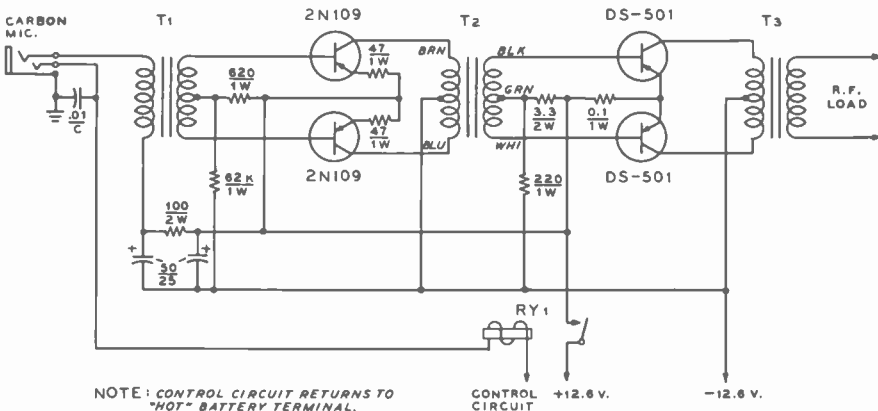 CARBON
MIC.
T1
2N109
T2
DS-501
T3
47
1W
BRN
BLK
620
1W
GRN
R.F.
LOAD
.01
C
47
1W
3.3
2W
0.1
1W
BLU
WHI
2N109
DS-501
62K
1W
220
1W
100
2W
+
+
50
25
RY1
NOTE: CONTROL CIRCUIT RETURNS TO
"HOT" BATTERY TERMINAL.
CONTROL
CIRCUIT
+12.6 V.
-12.6 V.